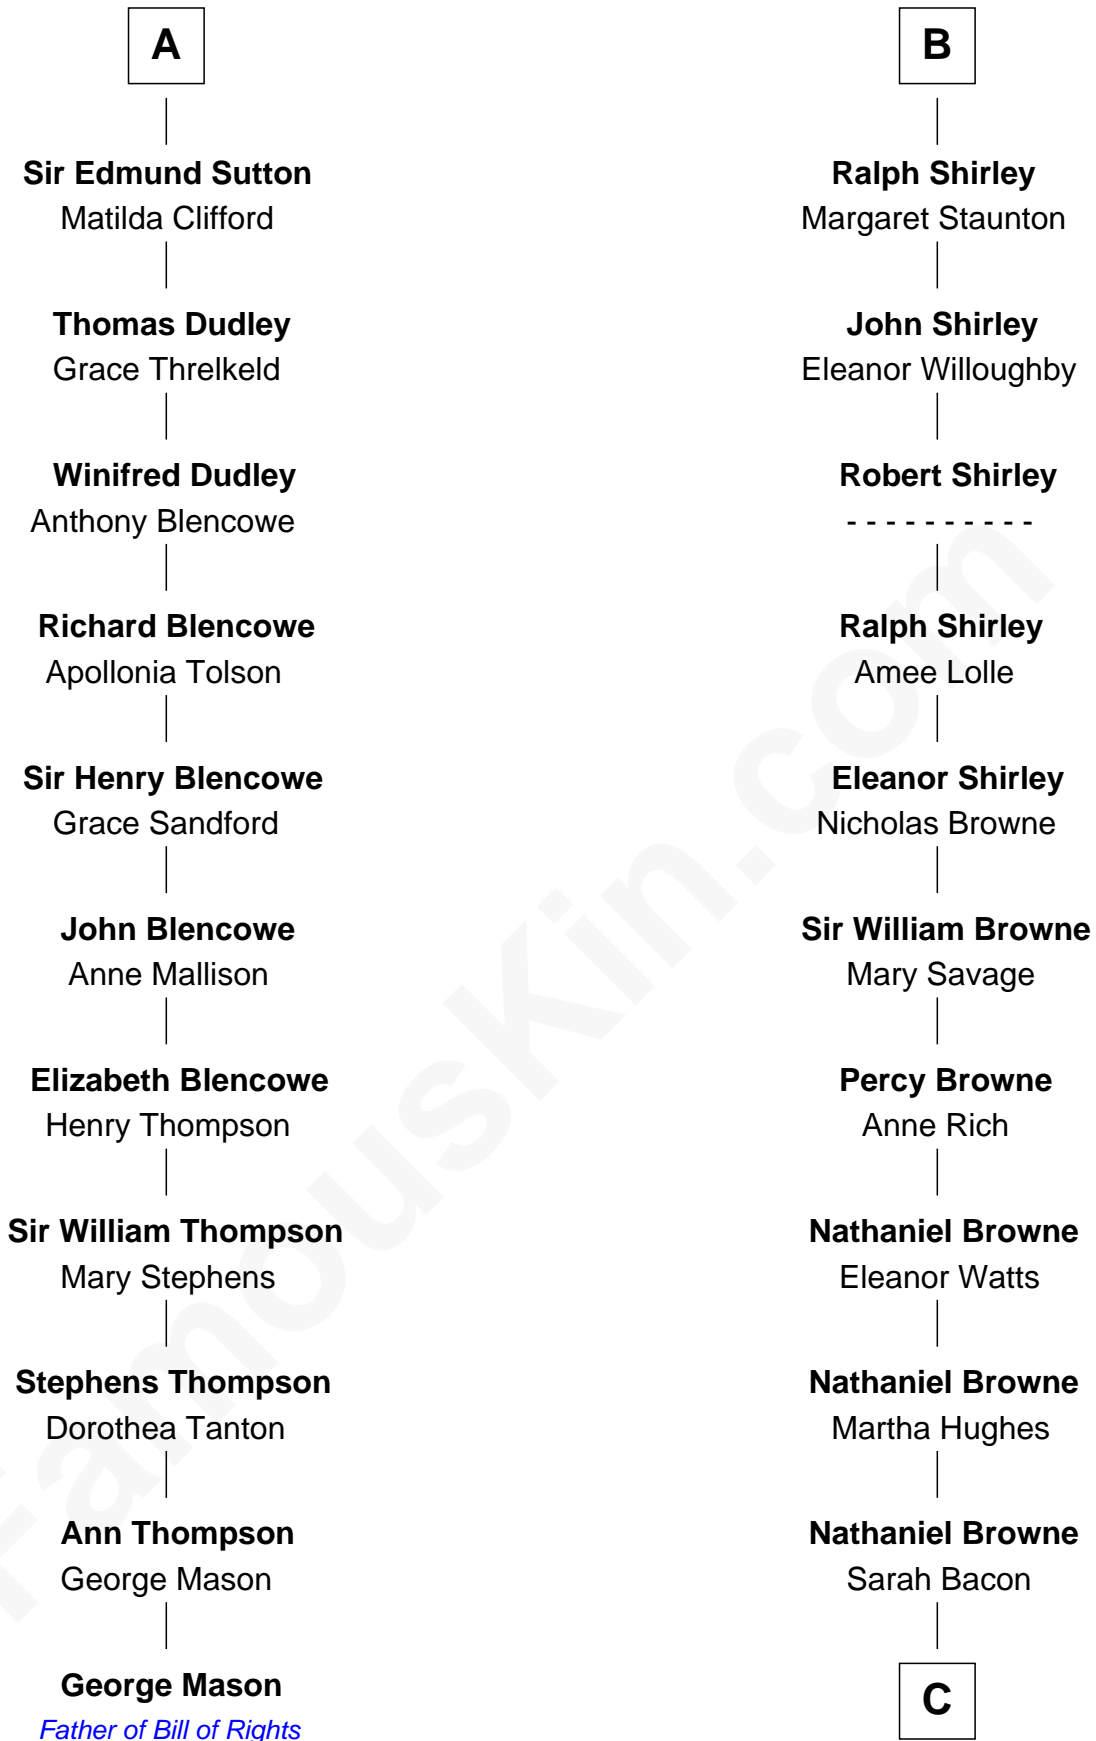 A
Sir Edmund Sutton
Matilda Clifford
Thomas Dudley
Grace Threlkeld
Winifred Dudley
Anthony Blencowe
Richard Blencowe
Apollonia Tolson
Sir Henry Blencowe
Grace Sandford
John Blencowe
Anne Mallison
Elizabeth Blencowe
Henry Thompson
Sir William Thompson
Mary Stephens
Stephens Thompson
Dorothea Tanton
Ann Thompson
George Mason
George Mason
Father of Bill of Rights
B
Ralph Shirley
Margaret Staunton
John Shirley
Eleanor Willoughby
Robert Shirley
- - - - - - - - - -
Ralph Shirley
Amee Lolle
Eleanor Shirley
Nicholas Browne
Sir William Browne
Mary Savage
Percy Browne
Anne Rich
Nathaniel Browne
Eleanor Watts
Nathaniel Browne
Martha Hughes
Nathaniel Browne
Sarah Bacon
C
FamousKin.com